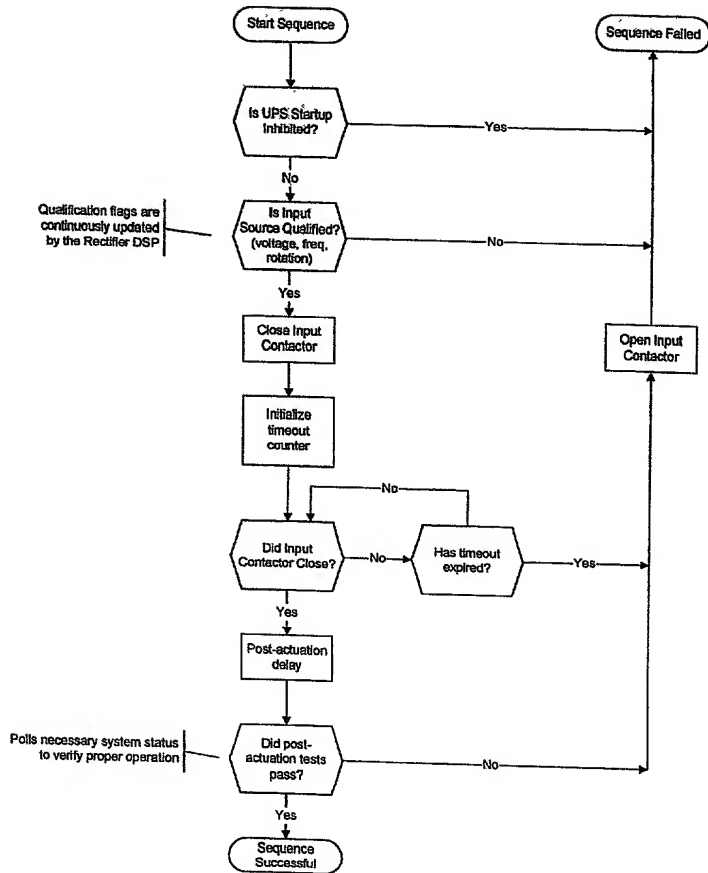 Start Sequence
Sequence Failed
Is UPS Startup
Inhibited?
Yes
No
Qualification flags are
continuously updated
by the Rectifier DSP
Is Input
Source Qualified?
(voltage, freq,
rotation)
No
Yes
Close Input
Contactor
Open Input
Contactor
Initialize
timeout
counter
No
Did Input
Contactor Close?
No
Has timeout
expired?
Yes
Yes
Post-actuation
delay
Polls necessary system status
to verify proper operation
Did post-
actuation tests
pass?
No
Yes
Sequence
Successful